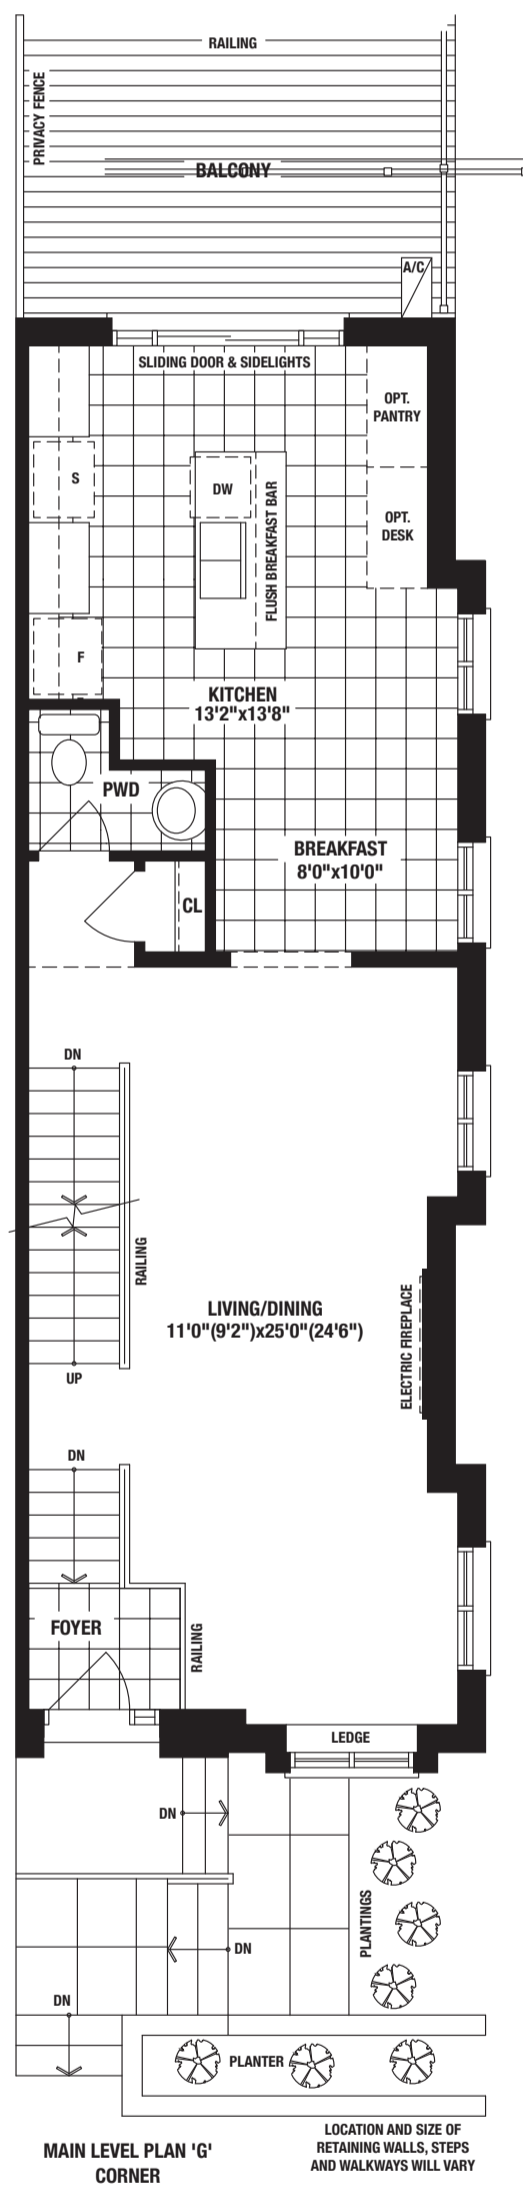 RAILING
PRIVACY FENCE
BALCONY
A/C
SLIDING DOOR & SIDELIGHTS
OPT.
PANTRY
S
DW
FLUSH BREAKFAST BAR
OPT.
DESK
F
KITCHEN
13'2"x13'8"
PWD
BREAKFAST
8'0"x10'0"
CL
DN
RAILING
LIVING/DINING
11'0"(9'2")x25'0"(24'6")
ELECTRIC FIREPLACE
UP
DN
FOYER
RAILING
LEDGE
DN
PLANTINGS
DN
DN
PLANTER
MAIN LEVEL PLAN 'G'
CORNER
LOCATION AND SIZE OF
RETAINING WALLS, STEPS
AND WALKWAYS WILL VARY